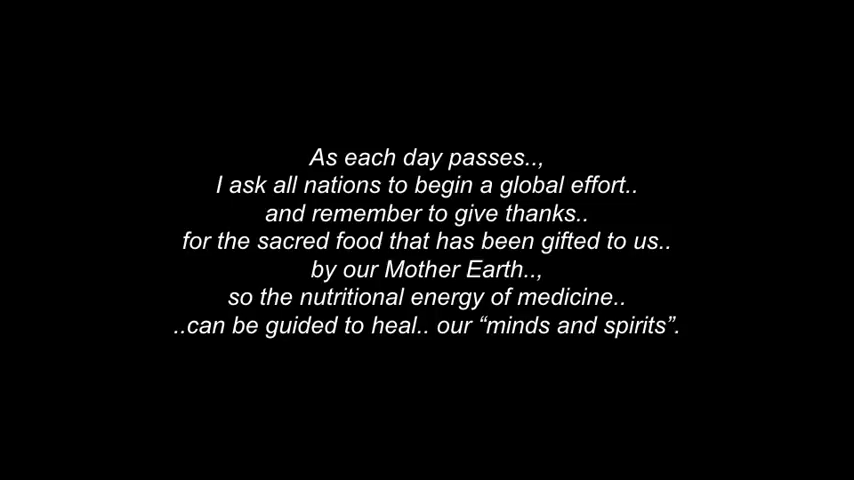 As each day passes..,
I ask all nations to begin a global effort..
and remember to give thanks..
for the sacred food that has been gifted to us..
by our Mother Earth..,
so the nutritional energy of medicine..
..can be guided to heal.. our “minds and spirits”.